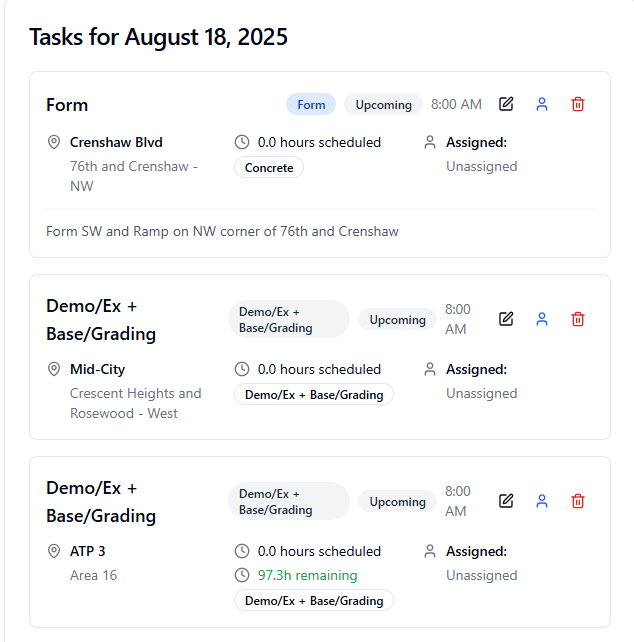 Tasks for August 18, 2025
Form
Form
Upcoming
8:00 AM
Crenshaw Blvd
76th and Crenshaw -
NW
0.0 hours scheduled
Concrete
Assigned:
Unassigned
Form SW and Ramp on NW corner of 76th and Crenshaw
Demo/Ex +
Base/Grading
Demo/Ex +
Base/Grading
Upcoming
8:00
AM
Mid-City
Crescent Heights and
Rosewood - West
0.0 hours scheduled
Demo/Ex + Base/Grading
Assigned:
Unassigned
Demo/Ex +
Base/Grading
Demo/Ex +
Base/Grading
Upcoming
8:00
AM
ATP 3
Area 16
0.0 hours scheduled
97.3h remaining
Demo/Ex + Base/Grading
Assigned:
Unassigned